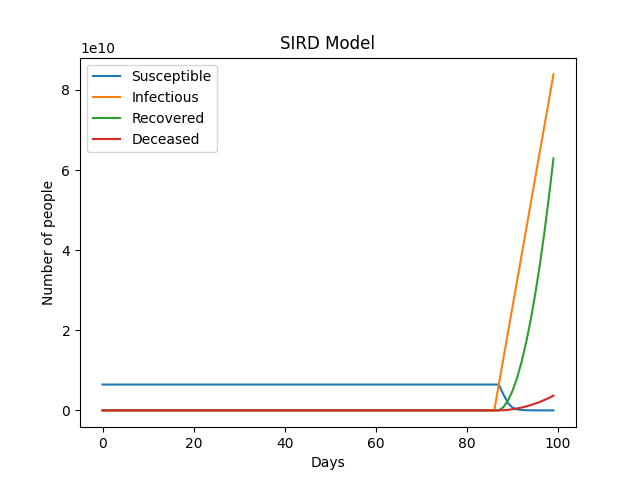 SIRD Model
1e10
Susceptible
Infectious
Recovered
Deceased
Number of people
8
6
4
2
0
0 20 40 60 80 100
Days